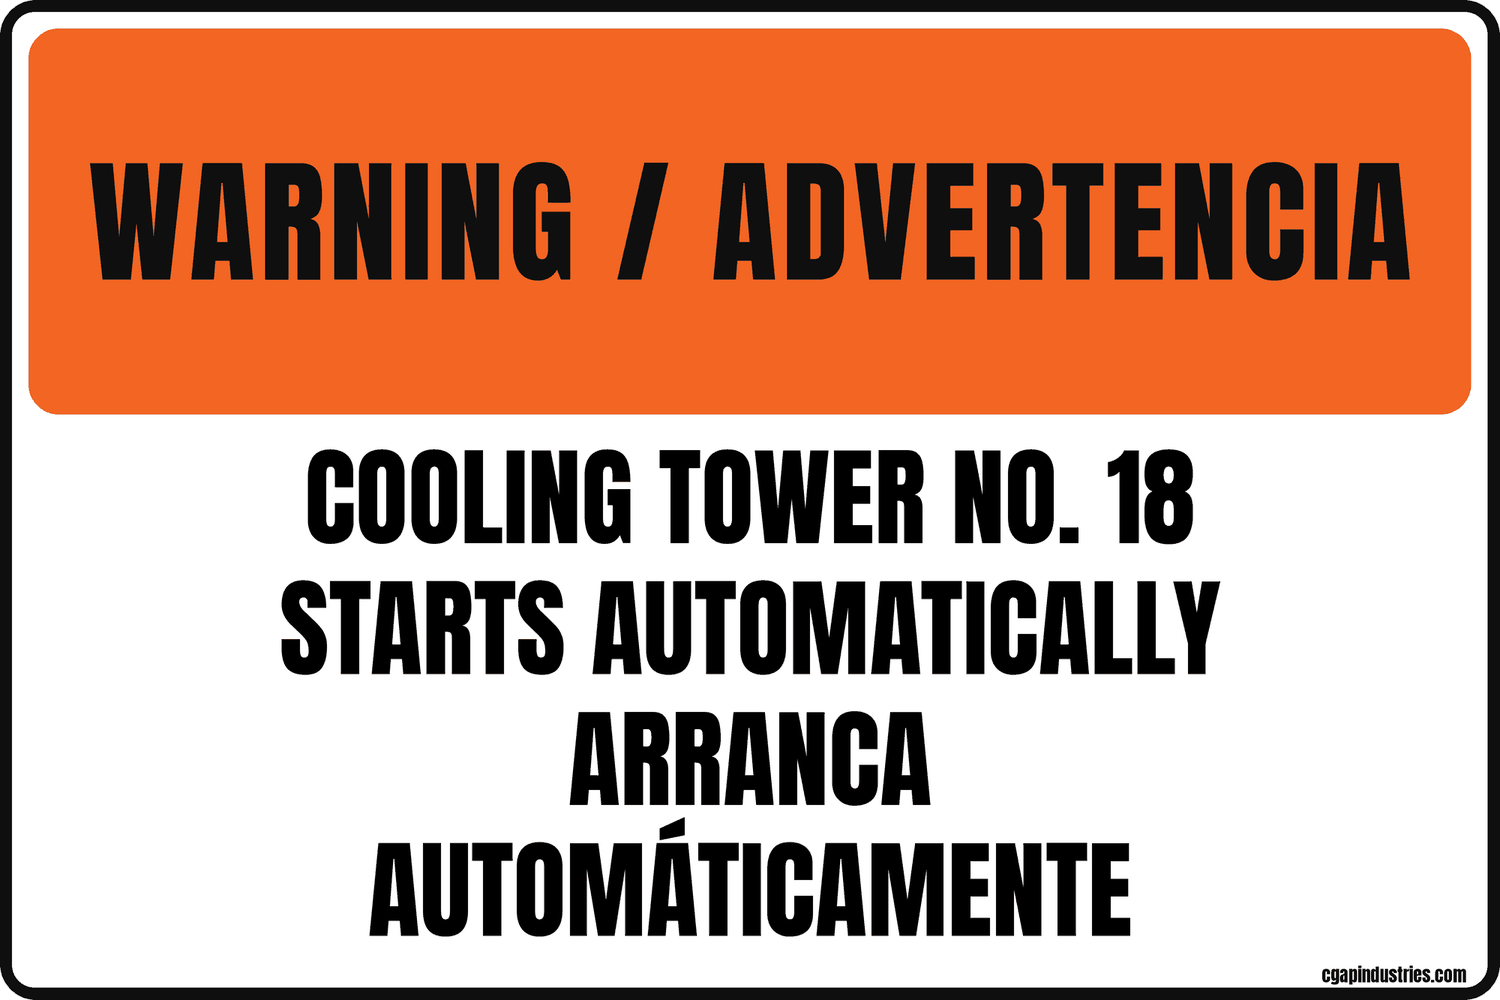 WARNING / ADVERTENCIA
COOLING TOWER NO. 18
STARTS AUTOMATICALLY
ARRANCA
AUTOMÁTICAMENTE
cgapindustries.com